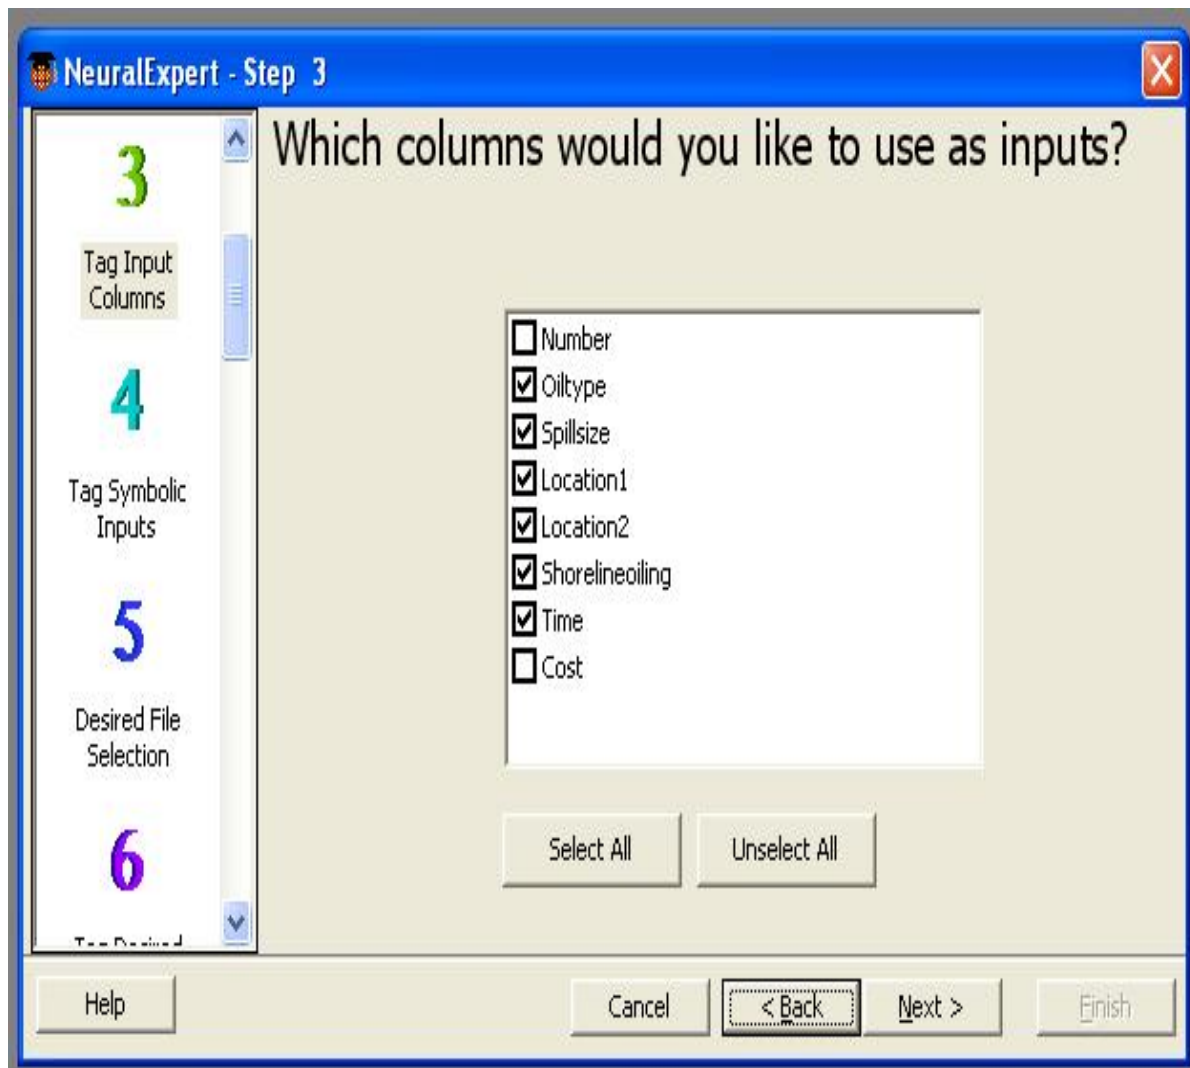 NeuralExpert - Step 3
3
Tag Input
Columns
4
Tag Symbolic
Inputs
5
Desired File
Selection
6
Tag Desired
Which columns would you like to use as inputs?
Number
Oiltype
Spillsize
Location1
Location2
Shorelineoiling
Time
Cost
Select All
Unselect All
Help
Cancel
< Back
Next >
Finish